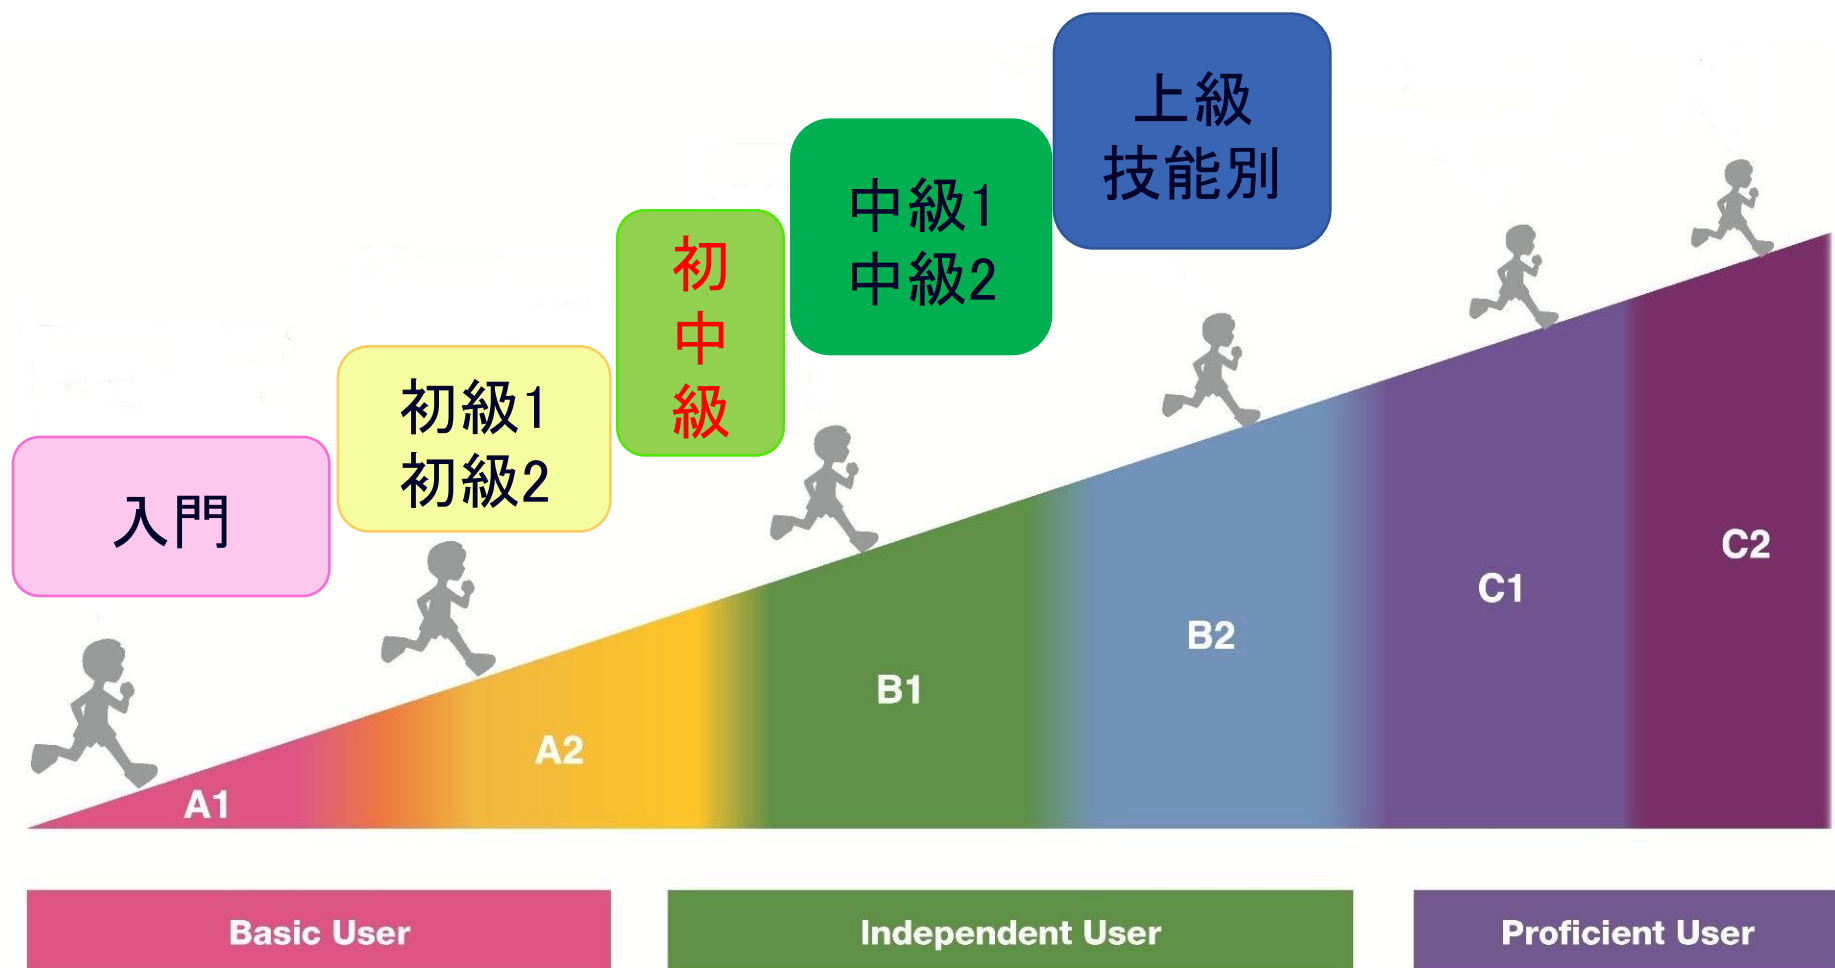 入門
初級1
初級2
初
中
級
中級1
中級2
上級
技能別
A1
A2
B1
B2
C1
C2
Basic User
Independent User
Proficient User